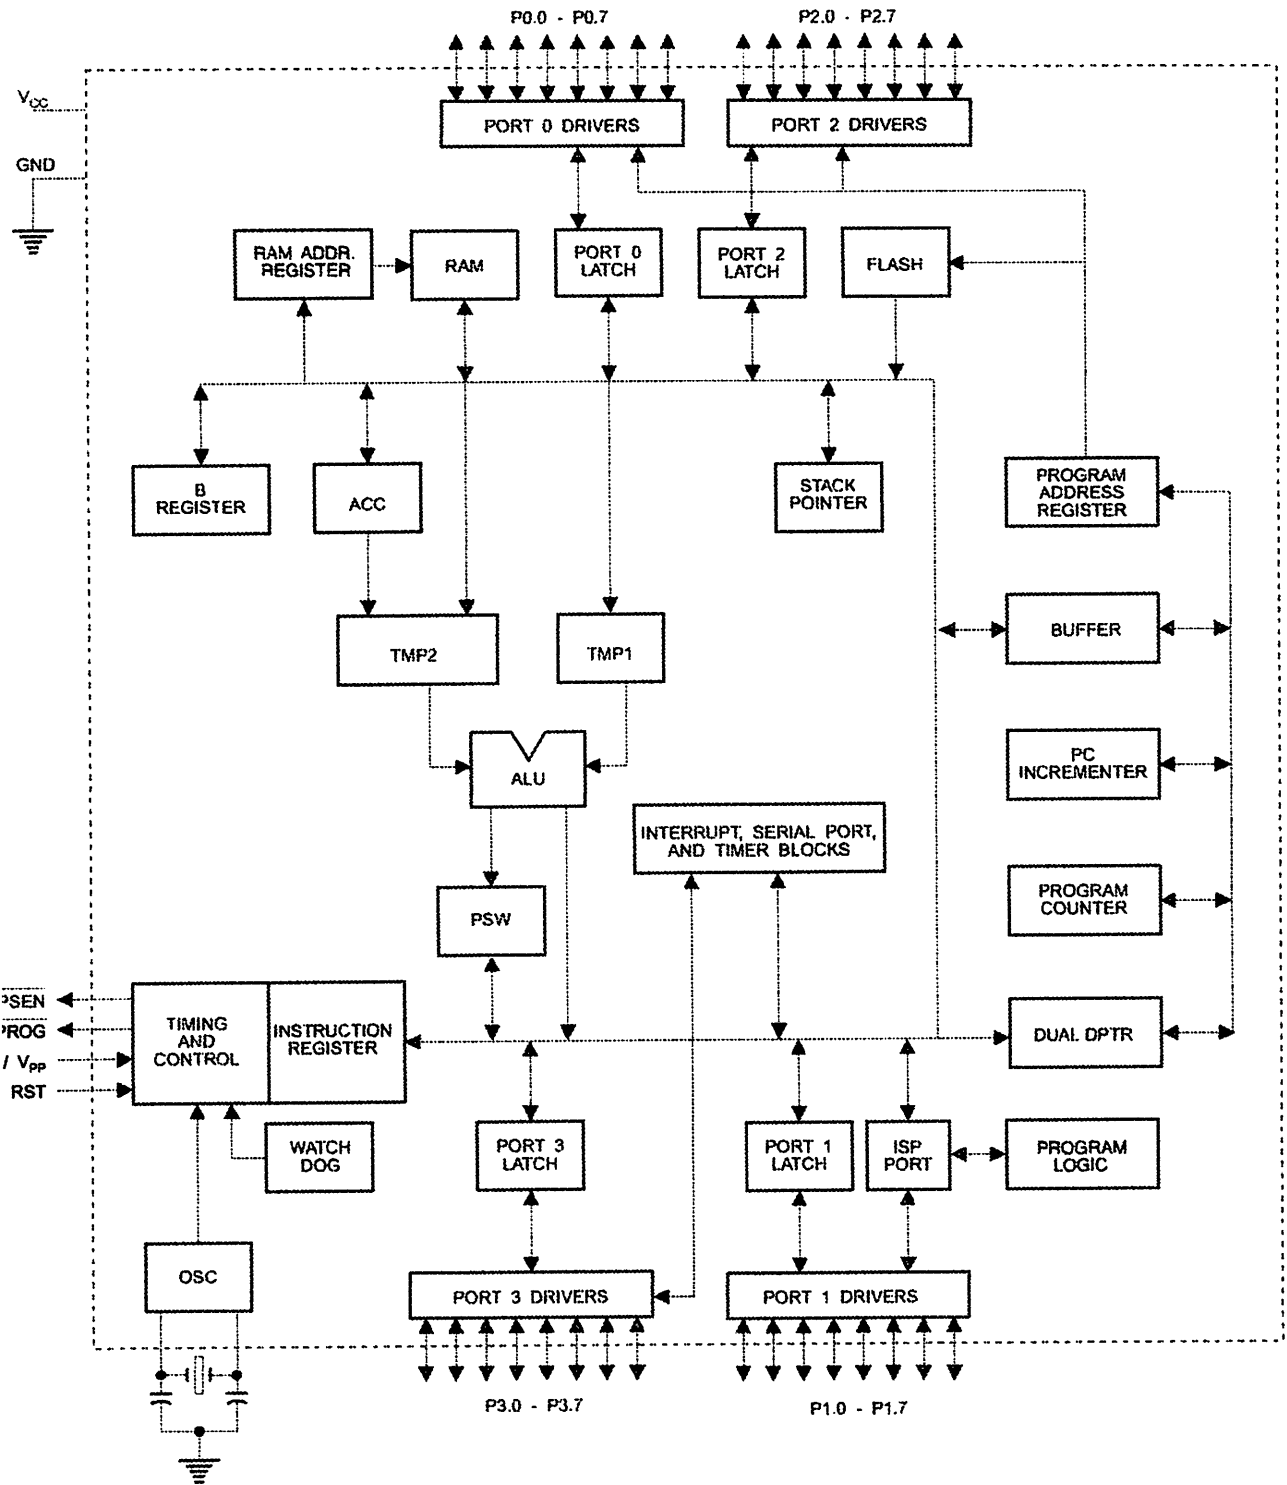 P0.0 - P0.7
P2.0 - P2.7
VCC
GND
PORT 0 DRIVERS
PORT 2 DRIVERS
RAM ADDR.
REGISTER
RAM
PORT 0
LATCH
PORT 2
LATCH
FLASH
B
REGISTER
ACC
STACK
POINTER
PROGRAM
ADDRESS
REGISTER
TMP2
TMP1
BUFFER
ALU
PC
INCREMENTER
INTERRUPT, SERIAL PORT,
AND TIMER BLOCKS
PSW
PROGRAM
COUNTER
PSEN
PROG
/ VPP
RST
TIMING
AND
CONTROL
INSTRUCTION
REGISTER
DUAL DPTR
WATCH
DOG
PORT 3
LATCH
PORT 1
LATCH
ISP
PORT
PROGRAM
LOGIC
OSC
PORT 3 DRIVERS
PORT 1 DRIVERS
P3.0 - P3.7
P1.0 - P1.7